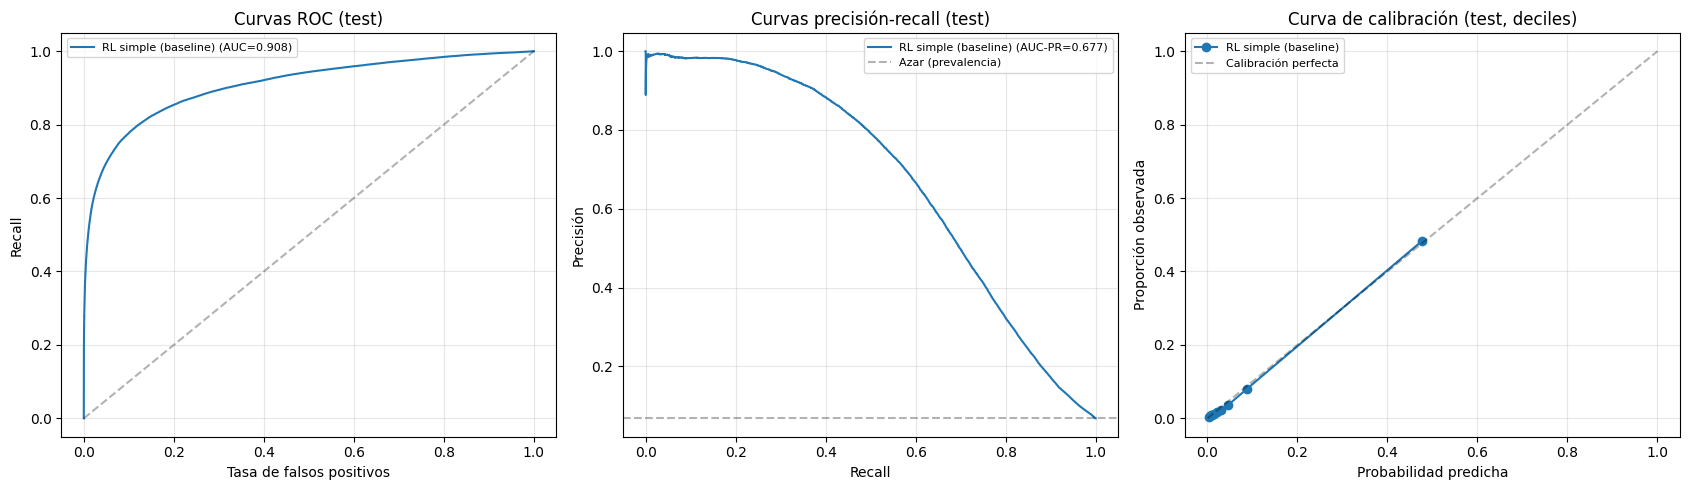 Curvas ROC (test)
RL simple (baseline) (AUC=0.908)
Recall
1.0
0.8
0.6
0.4
0.2
0.0
0.0 0.2 0.4 0.6 0.8 1.0
Tasa de falsos positivos
Curvas precisión-recall (test)
RL simple (baseline) (AUC-PR=0.677)
Azar (prevalencia)
Precisión
1.0
0.8
0.6
0.4
0.2
0.0 0.2 0.4 0.6 0.8 1.0
Recall
Curva de calibración (test, deciles)
RL simple (baseline)
Calibración perfecta
Proporción observada
1.0
0.8
0.6
0.4
0.2
0.0
0.0 0.2 0.4 0.6 0.8 1.0
Probabilidad predicha